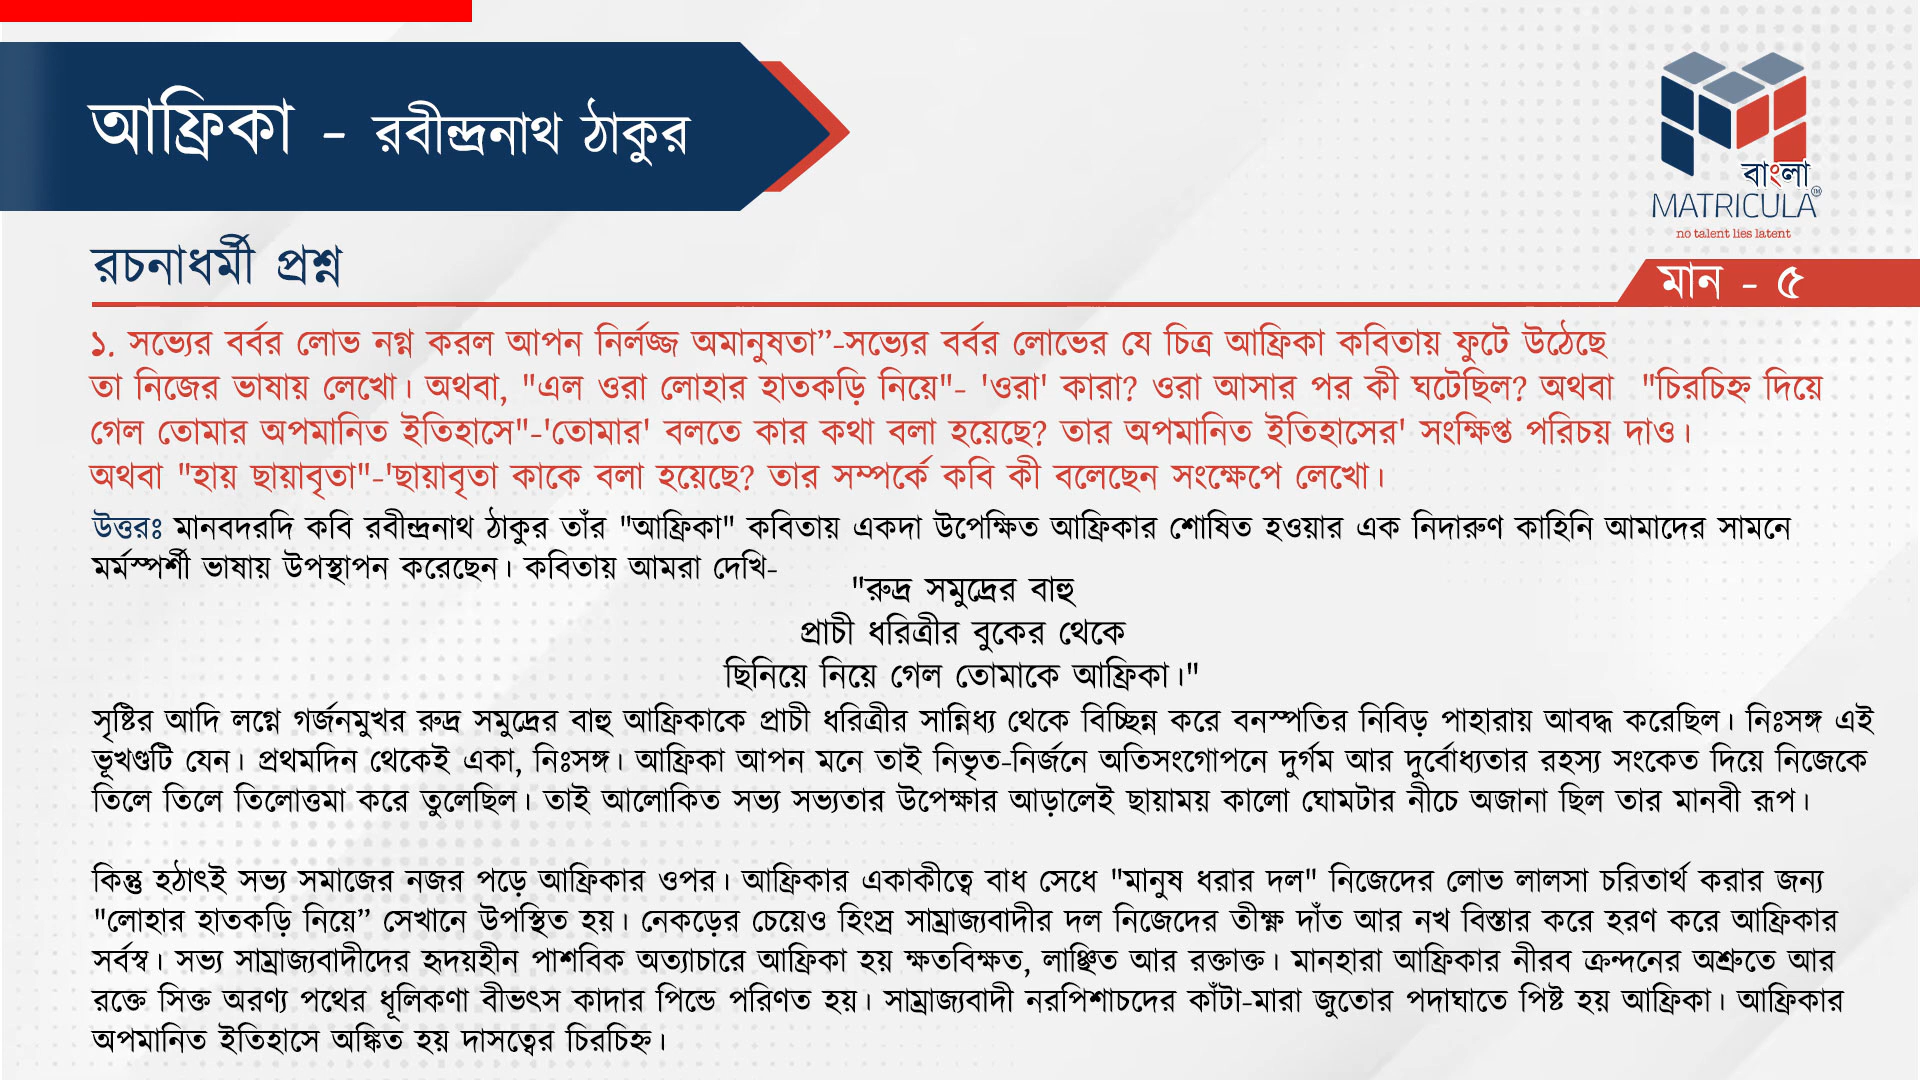 আফ্রিকা - রবীন্দ্রনাথ ঠাকুর
বাংলা
MATRICULA
TM
no talent lies latent
রচনাধর্মী প্রশ্ন
মান - ৫
১. সভ্যের বর্বর লোভ নগ্ন করল আপন নির্লজ্জ অমানুষতা”-সভ্যের বর্বর লোভের যে চিত্র আফ্রিকা কবিতায় ফুটে উঠেছে
তা নিজের ভাষায় লেখো। অথবা, "এল ওরা লোহার হাতকড়ি নিয়ে"- 'ওরা' কারা? ওরা আসার পর কী ঘটেছিল? অথবা "চিরচিহ্ন দিয়ে
গেল তোমার অপমানিত ইতিহাসে"-'তোমার' বলতে কার কথা বলা হয়েছে? তার অপমানিত ইতিহাসের' সংক্ষিপ্ত পরিচয় দাও।
অথবা "হায় ছায়াবৃতা"-'ছায়াবৃতা কাকে বলা হয়েছে? তার সম্পর্কে কবি কী বলেছেন সংক্ষেপে লেখো।
উত্তরঃ মানবদরদি কবি রবীন্দ্রনাথ ঠাকুর তাঁর "আফ্রিকা" কবিতায় একদা উপেক্ষিত আফ্রিকার শোষিত হওয়ার এক নিদারুণ কাহিনি আমাদের সামনে
মর্মস্পর্শী ভাষায় উপস্থাপন করেছেন। কবিতায় আমরা দেখি-
"রুদ্র সমুদ্রের বাহু
প্রাচী ধরিত্রীর বুকের থেকে
ছিনিয়ে নিয়ে গেল তোমাকে আফ্রিকা।"
সৃষ্টির আদি লগ্নে গর্জনমুখর রুদ্র সমুদ্রের বাহু আফ্রিকাকে প্রাচী ধরিত্রীর সান্নিধ্য থেকে বিচ্ছিন্ন করে বনস্পতির নিবিড় পাহারায় আবদ্ধ করেছিল। নিঃসঙ্গ এই
ভূখণ্ডটি যেন। প্রথমদিন থেকেই একা, নিঃসঙ্গ। আফ্রিকা আপন মনে তাই নিভৃত-নির্জনে অতিসংগোপনে দুর্গম আর দুর্বোধ্যতার রহস্য সংকেত দিয়ে নিজেকে
তিলে তিলে তিলোত্তমা করে তুলেছিল। তাই আলোকিত সভ্য সভ্যতার উপেক্ষার আড়ালেই ছায়াময় কালো ঘোমটার নীচে অজানা ছিল তার মানবী রূপ।
কিন্তু হঠাৎই সভ্য সমাজের নজর পড়ে আফ্রিকার ওপর। আফ্রিকার একাকীত্বে বাধ সেধে "মানুষ ধরার দল" নিজেদের লোভ লালসা চরিতার্থ করার জন্য
"লোহার হাতকড়ি নিয়ে” সেখানে উপস্থিত হয়। নেকড়ের চেয়েও হিংস্র সাম্রাজ্যবাদীর দল নিজেদের তীক্ষ্ণ দাঁত আর নখ বিস্তার করে হরণ করে আফ্রিকার
সর্বস্ব। সভ্য সাম্রাজ্যবাদীদের হৃদয়হীন পাশবিক অত্যাচারে আফ্রিকা হয় ক্ষতবিক্ষত, লাঞ্ছিত আর রক্তাক্ত। মানহারা আফ্রিকার নীরব ক্রন্দনের অশ্রুতে আর
রক্তে সিক্ত অরণ্য পথের ধূলিকণা বীভৎস কাদার পিন্ডে পরিণত হয়। সাম্রাজ্যবাদী নরপিশাচদের কাঁটা-মারা জুতোর পদাঘাতে পিষ্ট হয় আফ্রিকা। আফ্রিকার
অপমানিত ইতিহাসে অঙ্কিত হয় দাসত্বের চিরচিহ্ন।